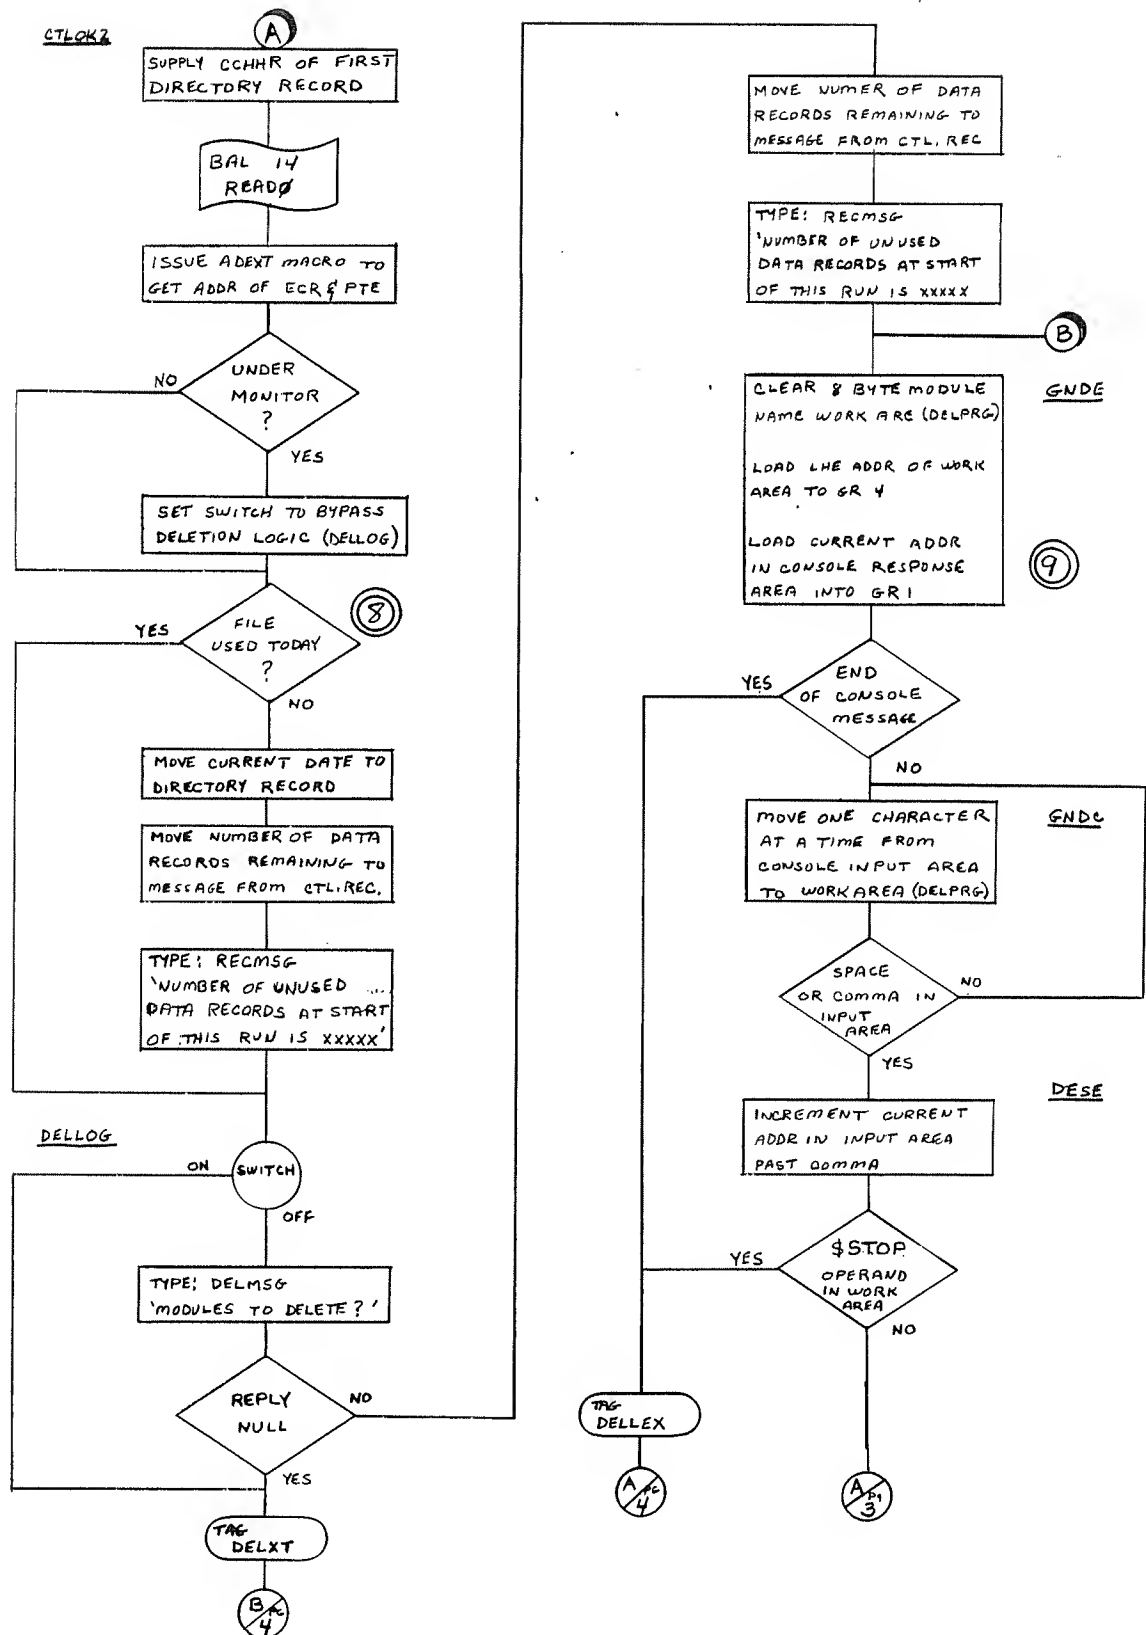 CTLOK2
A
SUPPLY CCHHR OF FIRST
DIRECTORY RECORD
BAL 14
READØ
ISSUE ADEXT MACRO TO
GET ADDR OF ECR & PTE
UNDER
MONITOR
?
NO
YES
SET SWITCH TO BYPASS
DELETION LOGIC (DELLOG)
8
FILE
USED TODAY
?
YES
NO
MOVE CURRENT DATE TO
DIRECTORY RECORD
MOVE NUMBER OF DATA
RECORDS REMAINING TO
MESSAGE FROM CTL.REC.
TYPE: RECMSG
'NUMBER OF UNUSED ....
DATA RECORDS AT START
OF THIS RUN IS XXXXX'
DELLOG
ON
SWITCH
OFF
TYPE: DELMSG
'MODULES TO DELETE?'
REPLY
NULL
NO
YES
TAG
DELXT
B PG
4
MOVE NUMER OF DATA
RECORDS REMAINING TO
MESSAGE FROM CTL.REC
TYPE: RECMSG
'NUMBER OF UNUSED
DATA RECORDS AT START
OF THIS RUN IS XXXXX
B
GNDE
CLEAR 8 BYTE MODULE
NAME WORK ARE (DELPRG)
LOAD LHE ADDR OF WORK
AREA TO GR 4
LOAD CURRENT ADDR
IN CONSOLE RESPONSE
AREA INTO GR 1
9
END
OF CONSOLE
MESSAGE
YES
NO
GNDC
MOVE ONE CHARACTER
AT A TIME FROM
CONSOLE INPUT AREA
TO WORKAREA (DELPRG)
SPACE
OR COMMA IN
INPUT
AREA
NO
YES
DESE
INCREMENT CURRENT
ADDR IN INPUT AREA
PAST COMMA
$STOP
OPERAND
IN WORK
AREA
YES
NO
TAG
DELLEX
A PG
4
A Pg
3